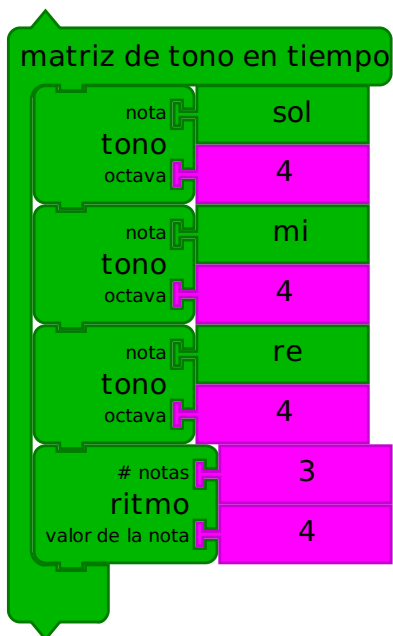 matriz de tono en tiempo
nota
sol
tono
octava
4
nota
mi
tono
octava
4
nota
re
tono
octava
4
# notas
3
ritmo
valor de la nota
4